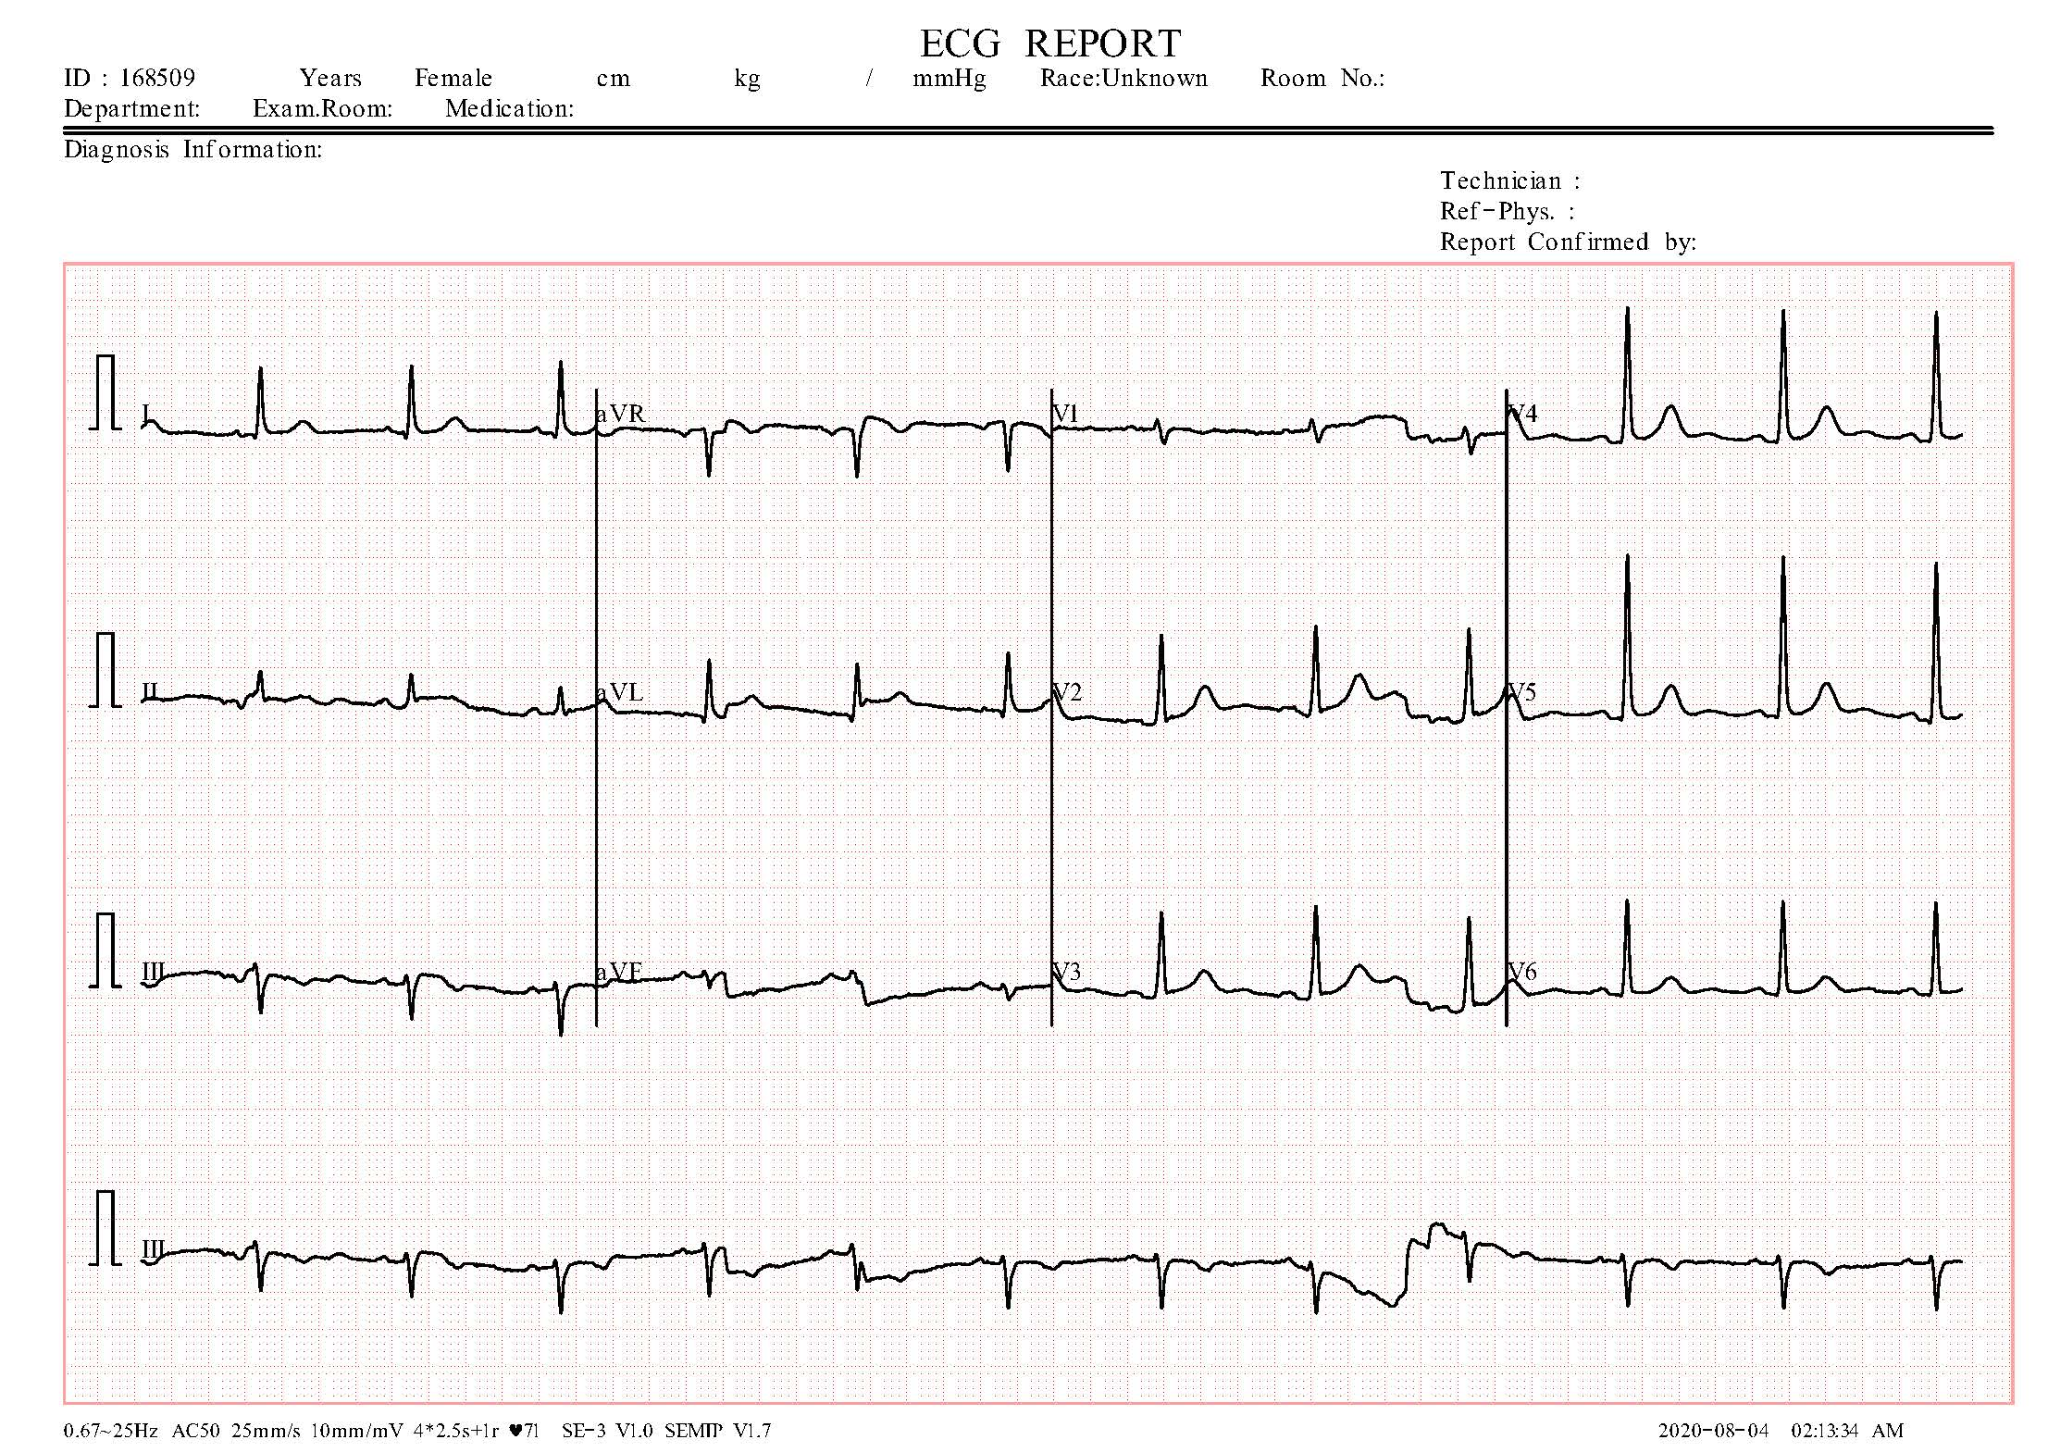 ECG REPORT
ID : 168509 Years Female cm kg / mmHg Race:Unknown Room No.:
Department: Exam.Room: Medication:
Diagnosis Information:
Technician :
Ref-Phys. :
Report Confirmed by:
I aVR V1 V4
II aVL V2 V5
III aVF V3 V6
III
0.67~25Hz AC50 25mm/s 10mm/mV 4*2.5s+1r ♥71 SE-3 V1.0 SEMIP V1.7 2020-08-04 02:13:34 AM